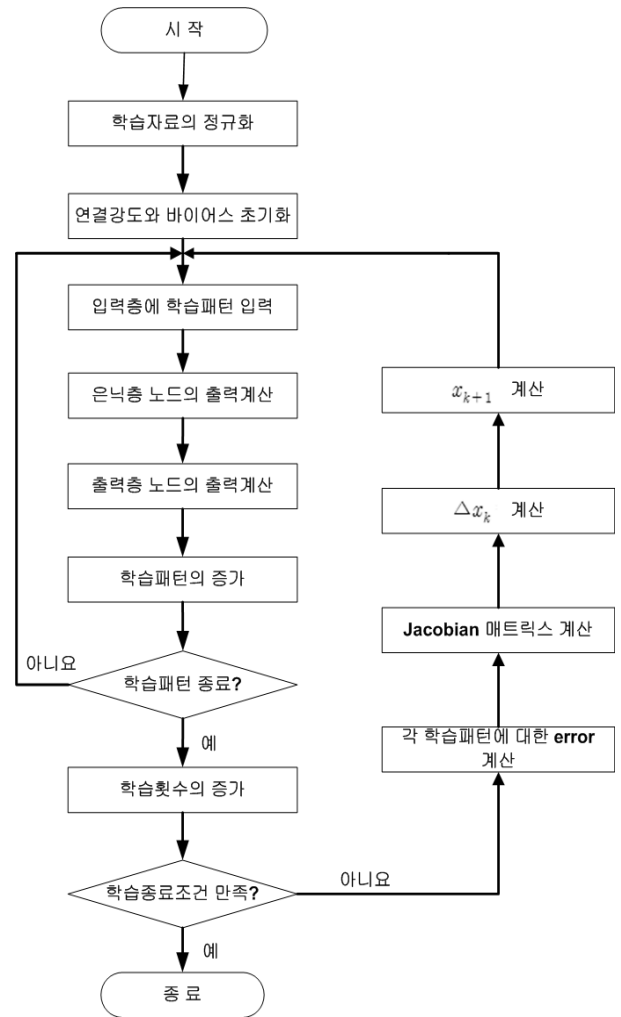 시 작
학습자료의 정규화
연결강도와 바이어스 초기화
입력층에 학습패턴 입력
은닉층 노드의 출력계산
출력층 노드의 출력계산
학습패턴의 증가
아니요
학습패턴 종료?
예
학습횟수의 증가
학습종료조건 만족?
아니요
예
종 료
각 학습패턴에 대한 error
계산
Jacobian 매트릭스 계산
Δx_k 계산
x_{k+1} 계산